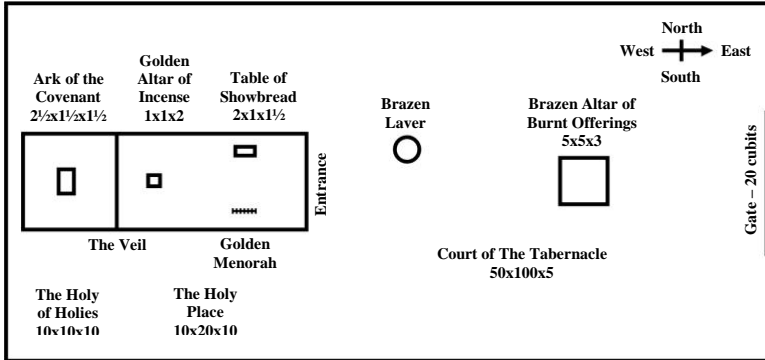 North
West
East
South
Ark of the
Covenant
2½x1½x1½
Golden
Altar of
Incense
1x1x2
Table of
Showbread
2x1x1½
Brazen
Laver
Brazen Altar of
Burnt Offerings
5x5x3
Entrance
Gate – 20 cubits
The Veil
Golden
Menorah
Court of The Tabernacle
50x100x5
The Holy
of Holies
10x10x10
The Holy
Place
10x20x10